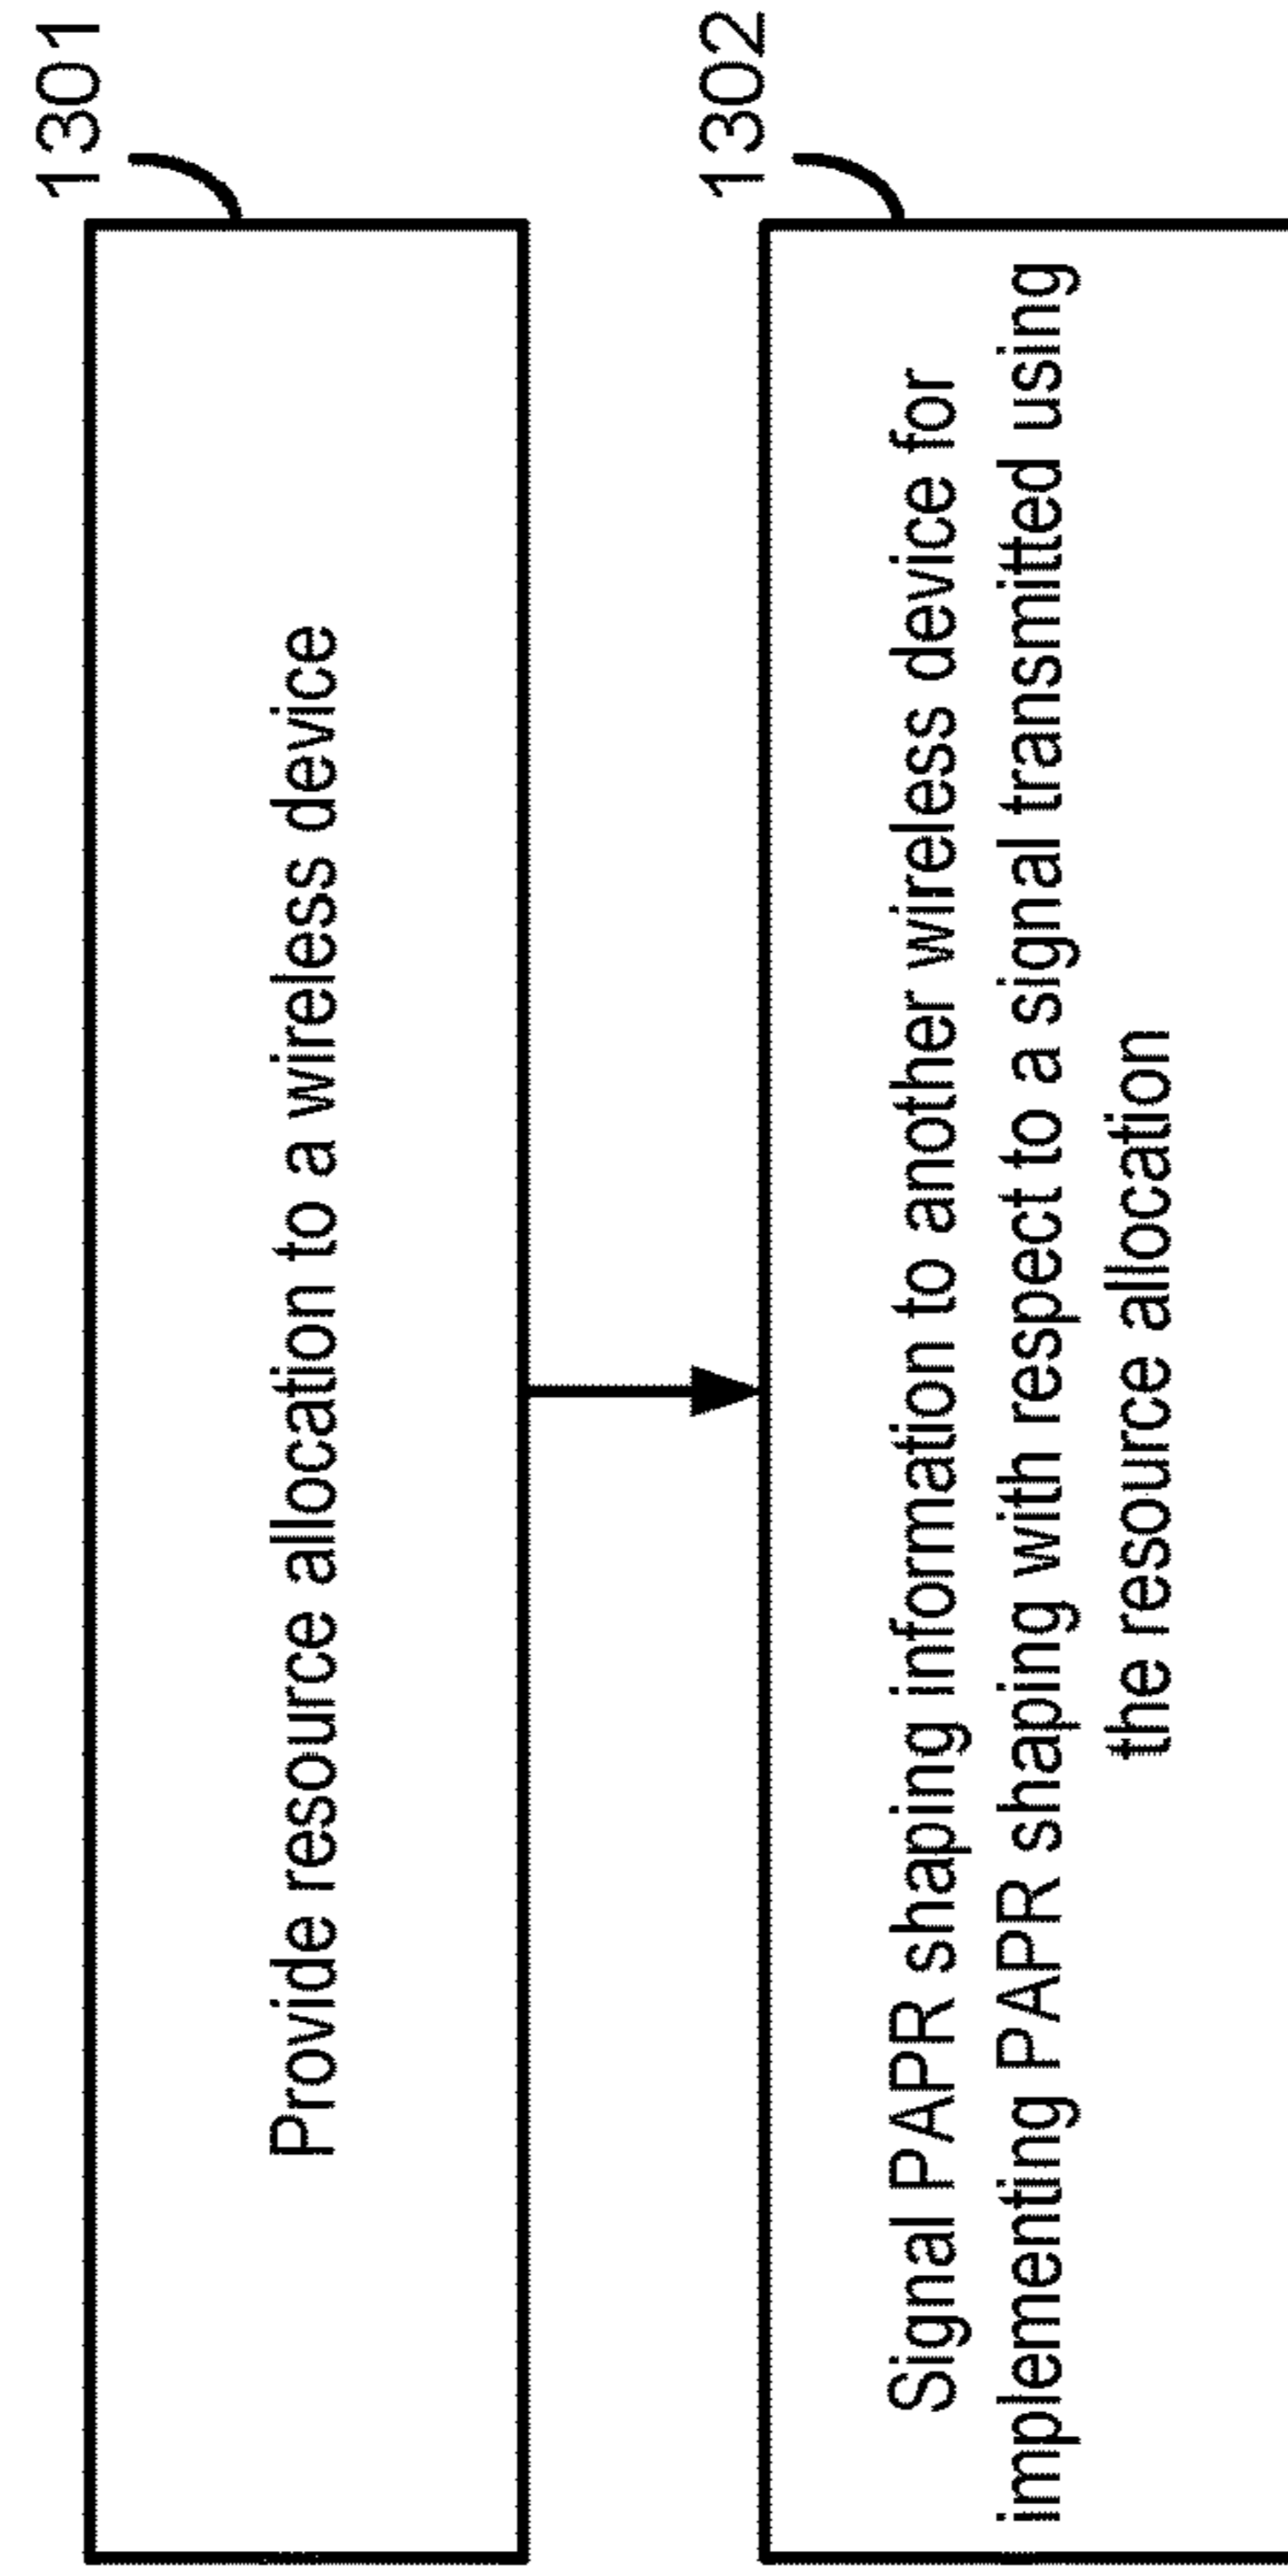 1301
Provide resource allocation to a wireless device
1302
Signal PAPR shaping information to another wireless device for
implementing PAPR shaping with respect to a signal transmitted using
the resource allocation